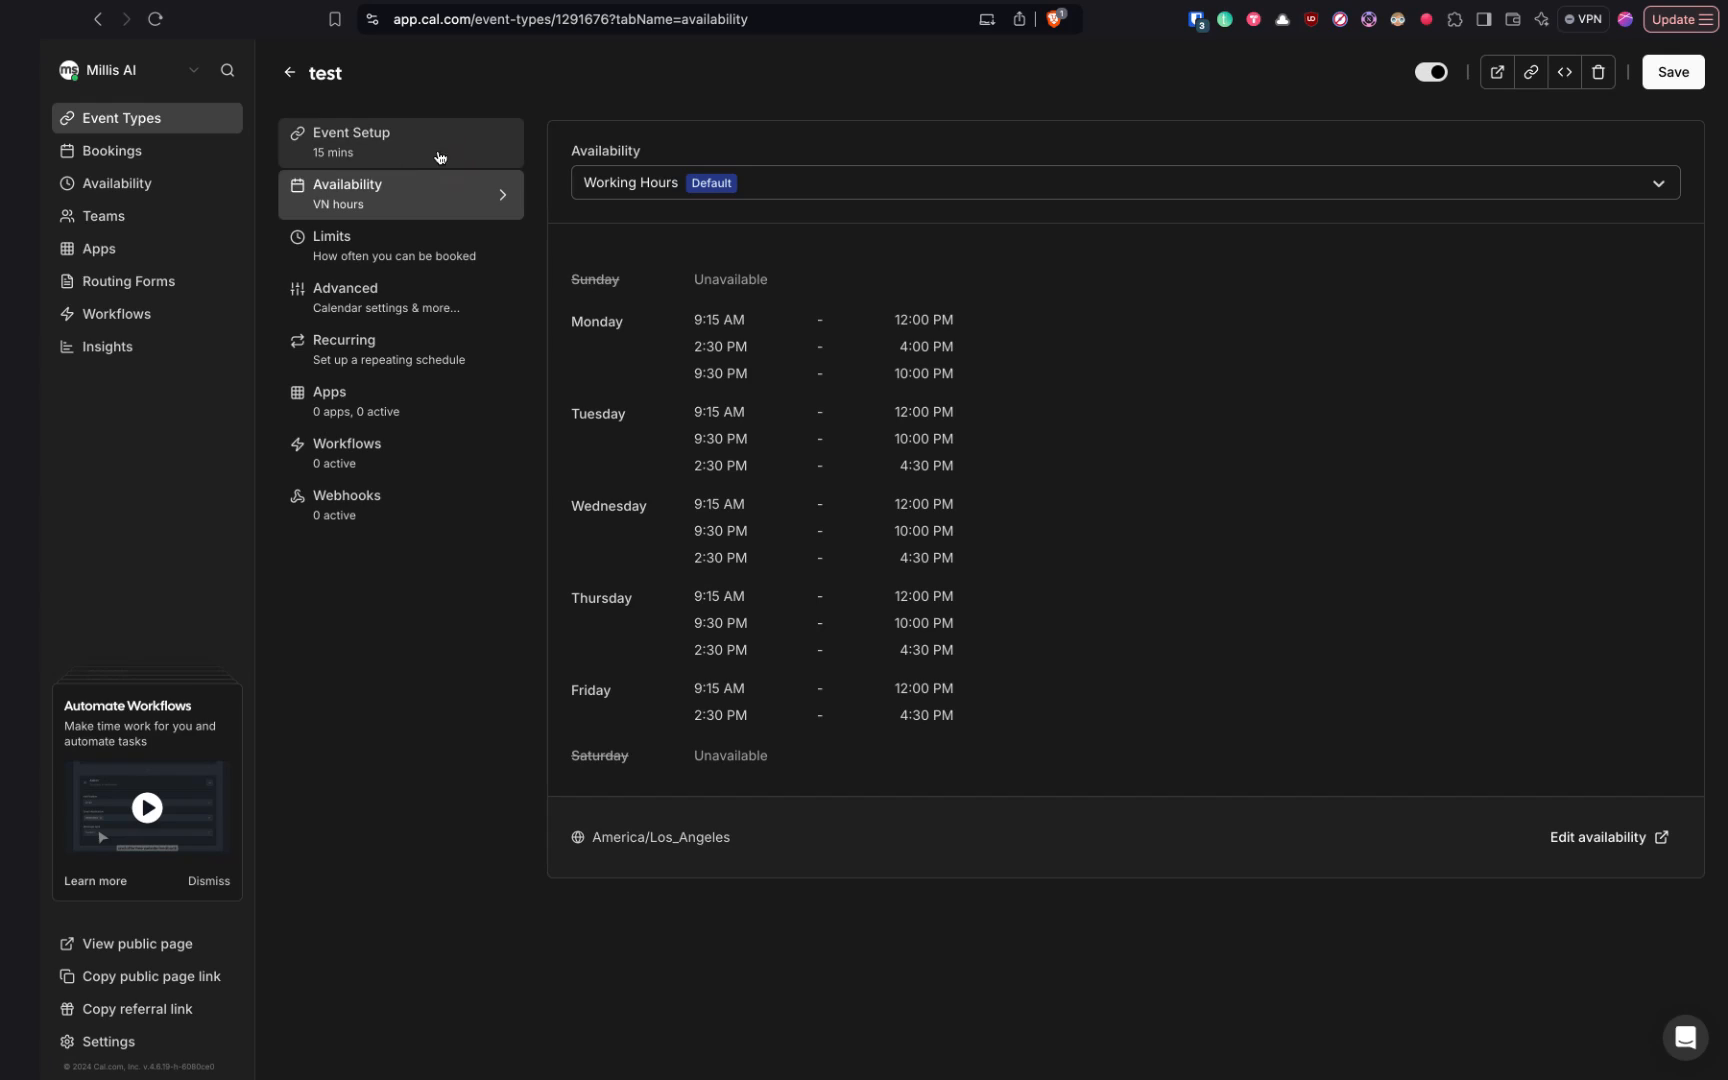 app.cal.com/event-types/1291676?tabName=availability
1
3
UD
VPN
Update
ms Millis AI
Event Types
Bookings
Availability
Teams
Apps
Routing Forms
Workflows
Insights
Automate Workflows
Make time work for you and
automate tasks
Learn more Dismiss
View public page
Copy public page link
Copy referral link
Settings
© 2024 Cal.com, Inc. v.4.6.19-h-6080ce0
test
Save
Event Setup
15 mins
Availability
VN hours
Limits
How often you can be booked
Advanced
Calendar settings & more...
Recurring
Set up a repeating schedule
Apps
0 apps, 0 active
Workflows
0 active
Webhooks
0 active
Availability
Working Hours Default
Sunday Unavailable
Monday 9:15 AM - 12:00 PM
2:30 PM - 4:00 PM
9:30 PM - 10:00 PM
Tuesday 9:15 AM - 12:00 PM
9:30 PM - 10:00 PM
2:30 PM - 4:30 PM
Wednesday 9:15 AM - 12:00 PM
9:30 PM - 10:00 PM
2:30 PM - 4:30 PM
Thursday 9:15 AM - 12:00 PM
9:30 PM - 10:00 PM
2:30 PM - 4:30 PM
Friday 9:15 AM - 12:00 PM
2:30 PM - 4:30 PM
Saturday Unavailable
America/Los_Angeles
Edit availability